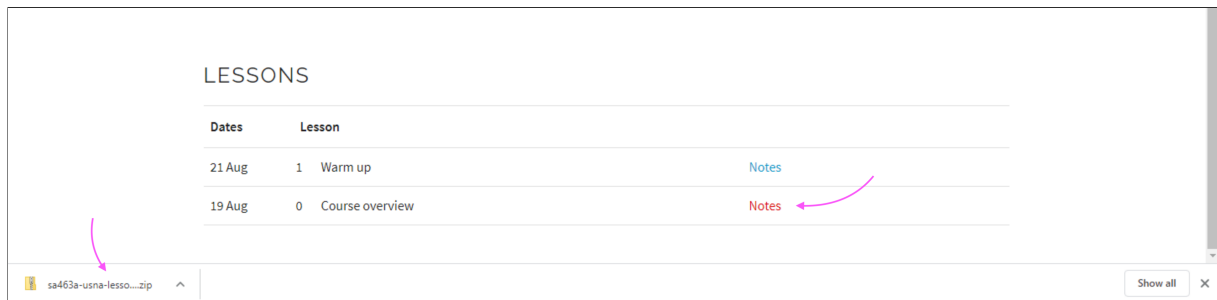 LESSONS
Dates Lesson
21 Aug 1 Warm up Notes
19 Aug 0 Course overview Notes
sa463a-usna-lesso....zip Show all